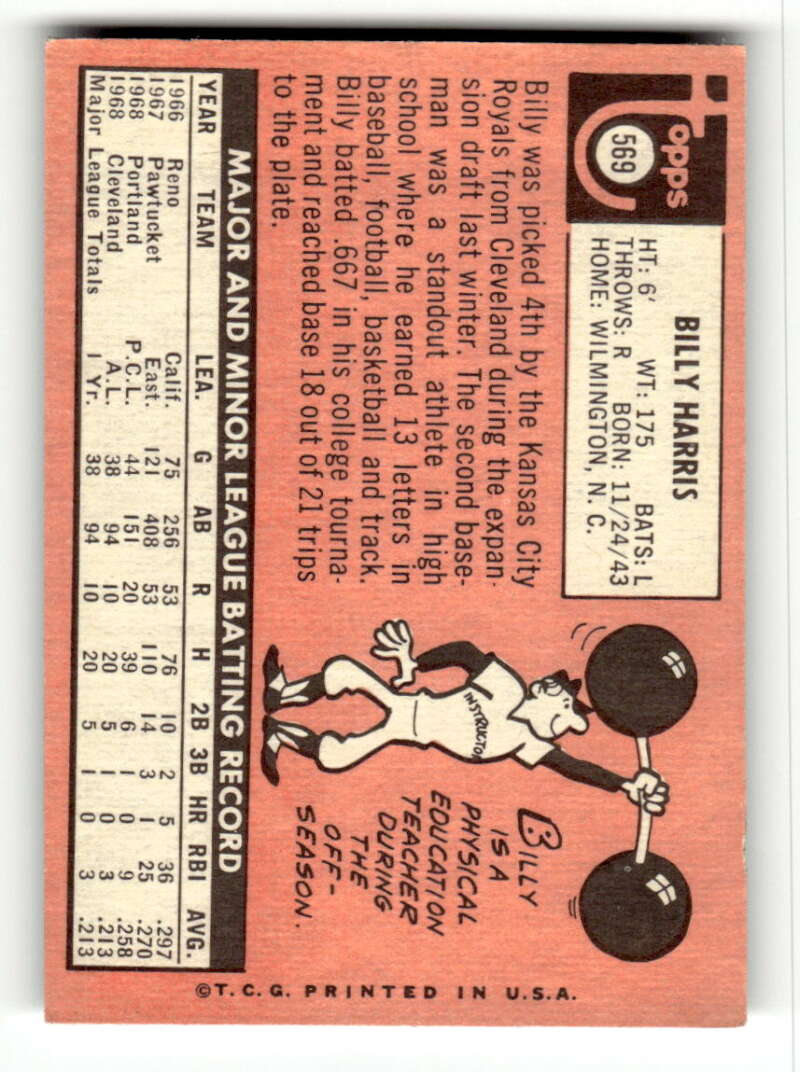 Topps
569
BILLY HARRIS
HT: 6' WT: 175 BATS: L
THROWS: R BORN: 11/24/43
HOME: WILMINGTON, N. C.
Billy was picked 4th by the Kansas City
Royals from Cleveland during the expan-
sion draft last winter. The second base-
man was a standout athlete in high
school where he earned 13 letters in
baseball, football, basketball and track.
Billy batted .667 in his college tourna-
ment and reached base 18 out of 21 trips
to the plate.
INSTRUCTOR
BILLY
IS A
PHYSICAL
EDUCATION
TEACHER
DURING
THE
OFF-
SEASON.
MAJOR AND MINOR LEAGUE BATTING RECORD
YEAR TEAM LEA. G AB R H 2B 3B HR RBI AVG.
1966 Reno Calif. 75 256 53 76 10 2 5 36 .297
1967 Pawtucket East. 121 408 53 110 14 3 1 25 .270
1968 Portland P.C.L. 44 151 20 39 6 1 0 9 .258
1968 Cleveland A.L. 38 94 10 20 5 1 0 3 .213
Major League Totals 1 Yr. 38 94 10 20 5 1 0 3 .213
©T.C.G. PRINTED IN U.S.A.